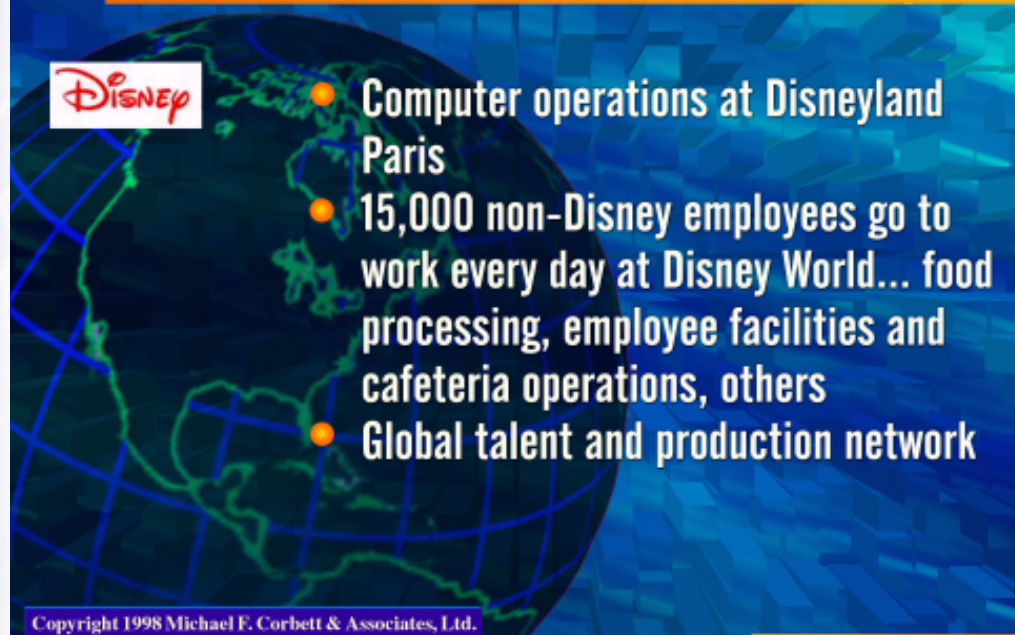 Disney
Computer operations at Disneyland
Paris
15,000 non-Disney employees go to
work every day at Disney World... food
processing, employee facilities and
cafeteria operations, others
Global talent and production network
Copyright 1998 Michael F. Corbett & Associates, Ltd.